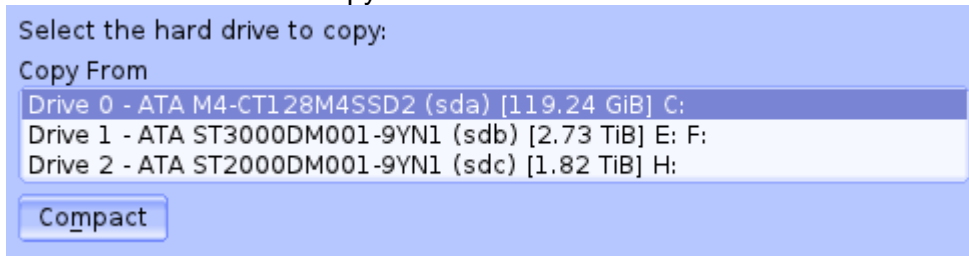 Select the hard drive to copy:
Copy From
Drive 0 - ATA M4-CT128M4SSD2 (sda) [119.24 GiB] C:
Drive 1 - ATA ST3000DM001-9YN1 (sdb) [2.73 TiB] E: F:
Drive 2 - ATA ST2000DM001-9YN1 (sdc) [1.82 TiB] H:
Compact